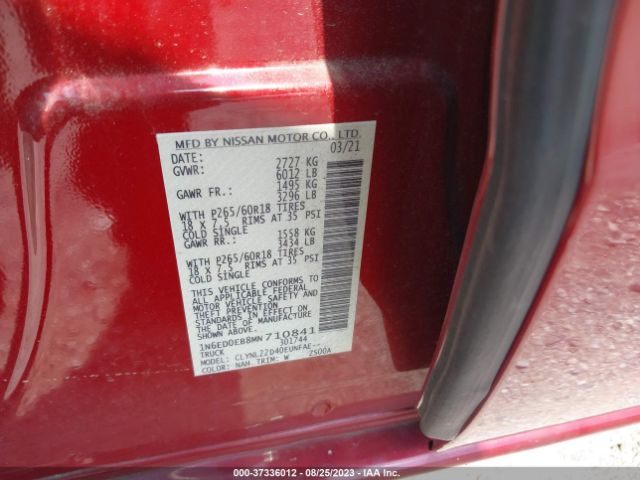 MFD BY NISSAN MOTOR CO., LTD.
DATE: 03/21
GVWR: 2727 KG
6012 LB
GAWR FR.: 1495 KG
3296 LB
WITH P265/60R18 TIRES
18 X 7.5 RIMS AT 35 PSI
COLD SINGLE
GAWR RR.: 1558 KG
3434 LB
WITH P265/60R18 TIRES
18 X 7.5 RIMS AT 35 PSI
COLD SINGLE
THIS VEHICLE CONFORMS TO
ALL APPLICABLE FEDERAL
MOTOR VEHICLE SAFETY AND
THEFT PREVENTION STANDARDS
IN EFFECT ON THE
DATE OF MANUFACTURE
SHOWN ABOVE.
1N6ED0EB8MN710841
TRUCK 301744
MODEL: CLYNL22D40EUNFAE--
COLOR: NAH TRIM: W 2500A
000-37336012 - 08/25/2023 - IAA Inc.